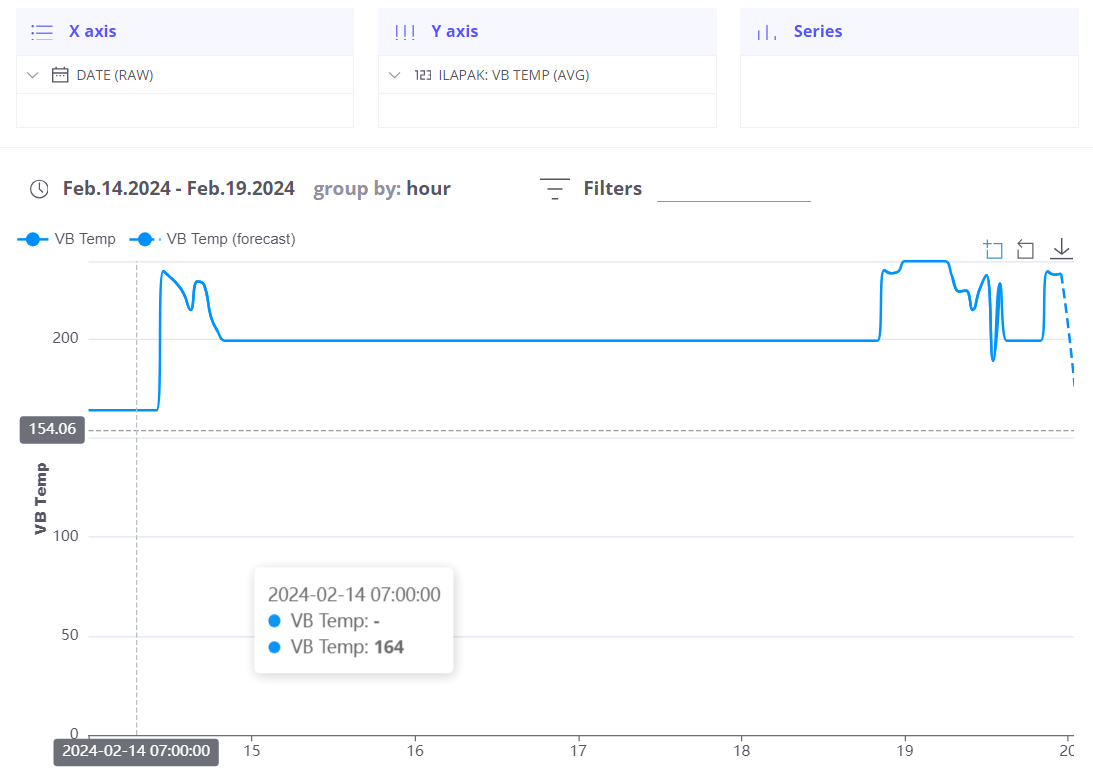 X axis
Y axis
Series
DATE (RAW)
123 ILAPAK: VB TEMP (AVG)
Feb.14.2024 - Feb.19.2024 group by: hour
Filters
VB Temp
VB Temp (forecast)
200
154.06
VB Temp
100
2024-02-14 07:00:00
VB Temp: -
VB Temp: 164
50
0
2024-02-14 07:00:00
15
16
17
18
19
20